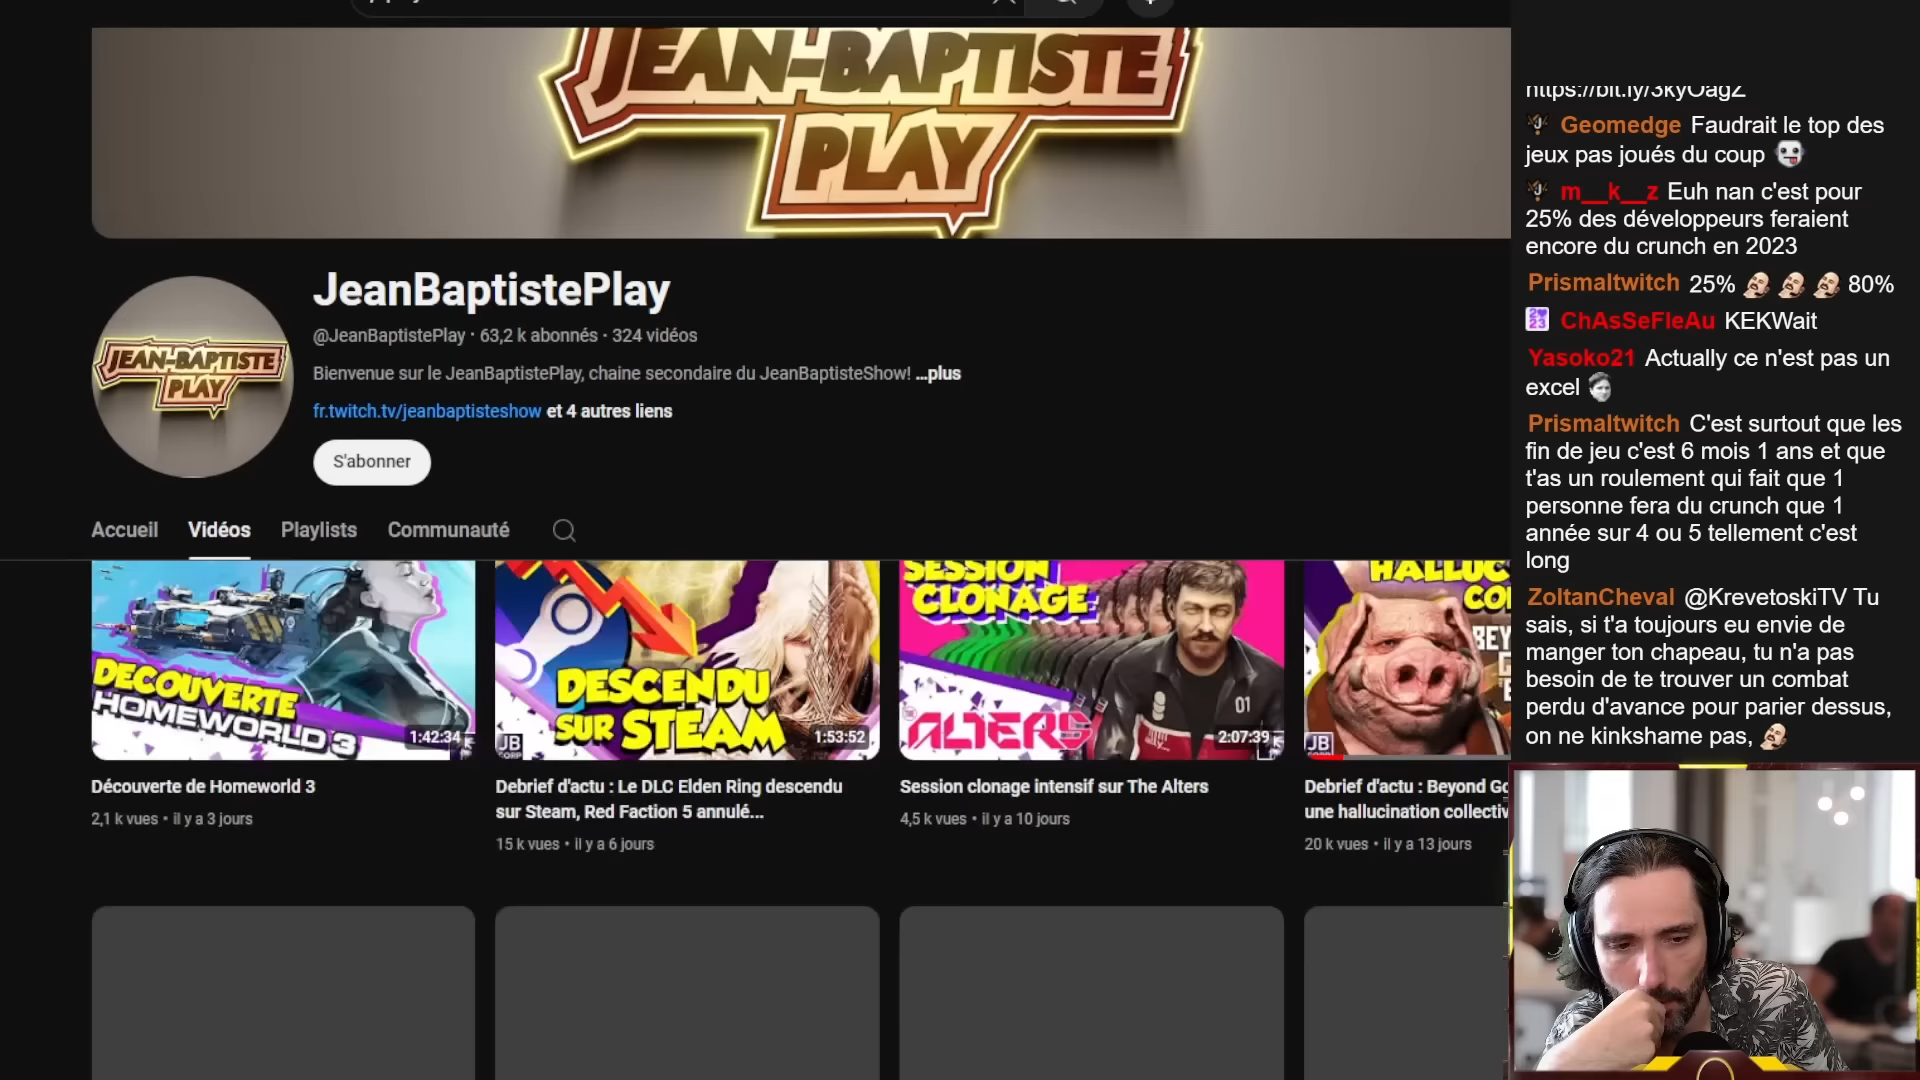 JEAN-BAPTISTE
PLAY
JEAN-BAPTISTE
PLAY
JeanBaptistePlay
@JeanBaptistePlay · 63,2 k abonnés · 324 vidéos
Bienvenue sur le JeanBaptistePlay, chaine secondaire du JeanBaptisteShow! ...plus
fr.twitch.tv/jeanbaptisteshow et 4 autres liens
S'abonner
Accueil Vidéos Playlists Communauté
DECOUVERTE
HOMEWORLD 3
1:42:34
Découverte de Homeworld 3
2,1 k vues • il y a 3 jours
DESCENDU
SUR STEAM
JB
CORP
1:53:52
Debrief d'actu : Le DLC Elden Ring descendu
sur Steam, Red Faction 5 annulé...
15 k vues • il y a 6 jours
SESSION
CLONAGE
THE
ALTERS
01
2:07:39
Session clonage intensif sur The Alters
4,5 k vues • il y a 10 jours
HALLUC
CO
BEY
JB
Debrief d'actu : Beyond Go
une hallucination collectiv
20 k vues • il y a 13 jours
https://bit.ly/3kyOagZ
Geomedge Faudrait le top des
jeux pas joués du coup
m__k__z Euh nan c'est pour
25% des développeurs feraient
encore du crunch en 2023
Prismaltwitch 25% 80%
ChAsSeFleAu KEKWait
Yasoko21 Actually ce n'est pas un
excel
Prismaltwitch C'est surtout que les
fin de jeu c'est 6 mois 1 ans et que
t'as un roulement qui fait que 1
personne fera du crunch que 1
année sur 4 ou 5 tellement c'est
long
ZoltanCheval @KrevetoskiTV Tu
sais, si t'a toujours eu envie de
manger ton chapeau, tu n'a pas
besoin de te trouver un combat
perdu d'avance pour parier dessus,
on ne kinkshame pas,